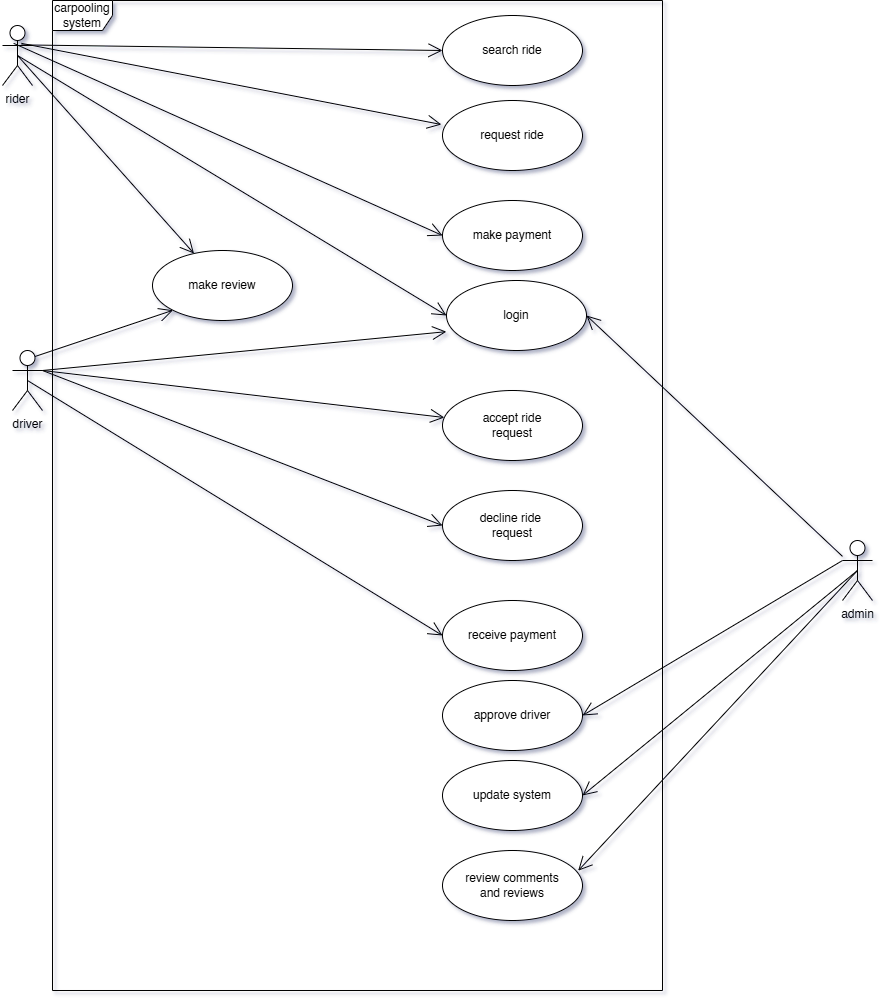 carpooling
system
search ride
rider
request ride
make payment
make review
login
driver
accept ride
request
decline ride
request
admin
receive payment
approve driver
update system
review comments
and reviews